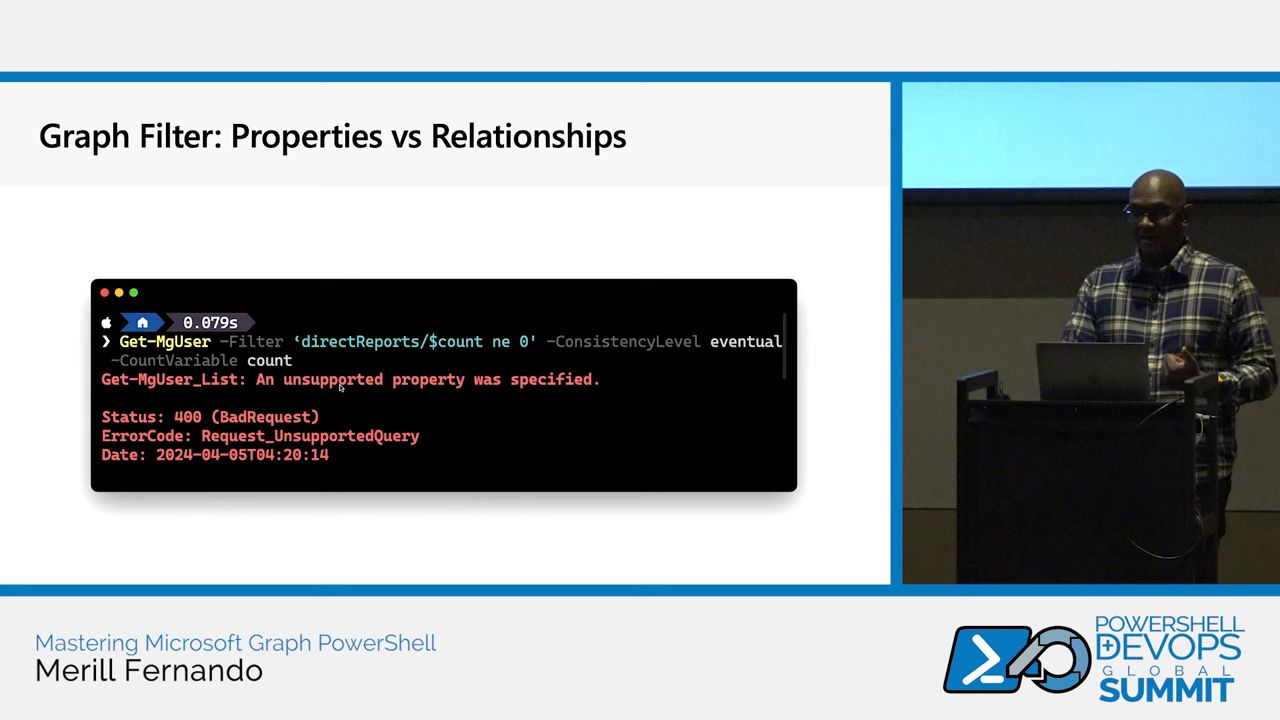 Graph Filter: Properties vs Relationships
0.079s
❯ Get-MgUser -Filter ‘directReports/$count ne 0' -ConsistencyLevel eventual
-CountVariable count
Get-MgUser_List: An unsupported property was specified.
Status: 400 (BadRequest)
ErrorCode: Request_UnsupportedQuery
Date: 2024-04-05T04:20:14
Mastering Microsoft Graph PowerShell
Merill Fernando
POWERSHELL
DEVOPS
GLOBAL
SUMMIT